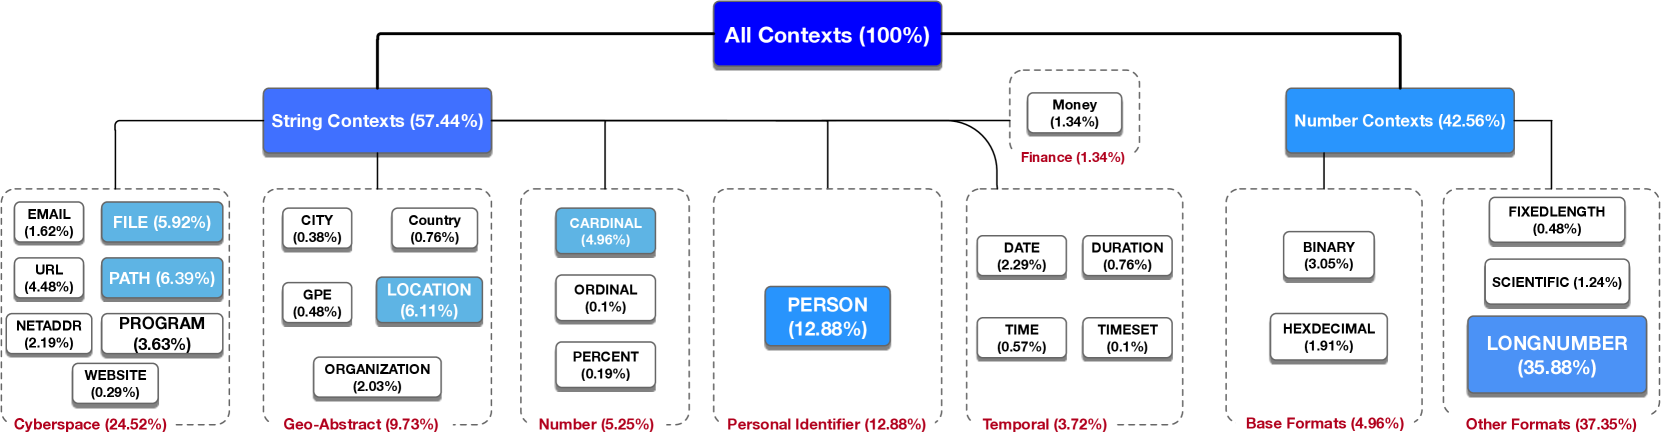 All Contexts (100%)
String Contexts (57.44%)
Money
(1.34%)
Finance (1.34%)
Number Contexts (42.56%)
EMAIL
(1.62%)
FILE (5.92%)
URL
(4.48%)
PATH (6.39%)
NETADDR
(2.19%)
PROGRAM
(3.63%)
WEBSITE
(0.29%)
Cyberspace (24.52%)
CITY
(0.38%)
Country
(0.76%)
GPE
(0.48%)
LOCATION
(6.11%)
ORGANIZATION
(2.03%)
Geo-Abstract (9.73%)
CARDINAL
(4.96%)
ORDINAL
(0.1%)
PERCENT
(0.19%)
Number (5.25%)
PERSON
(12.88%)
Personal Identifier (12.88%)
DATE
(2.29%)
DURATION
(0.76%)
TIME
(0.57%)
TIMESET
(0.1%)
Temporal (3.72%)
BINARY
(3.05%)
HEXDECIMAL
(1.91%)
Base Formats (4.96%)
FIXEDLENGTH
(0.48%)
SCIENTIFIC (1.24%)
LONGNUMBER
(35.88%)
Other Formats (37.35%)